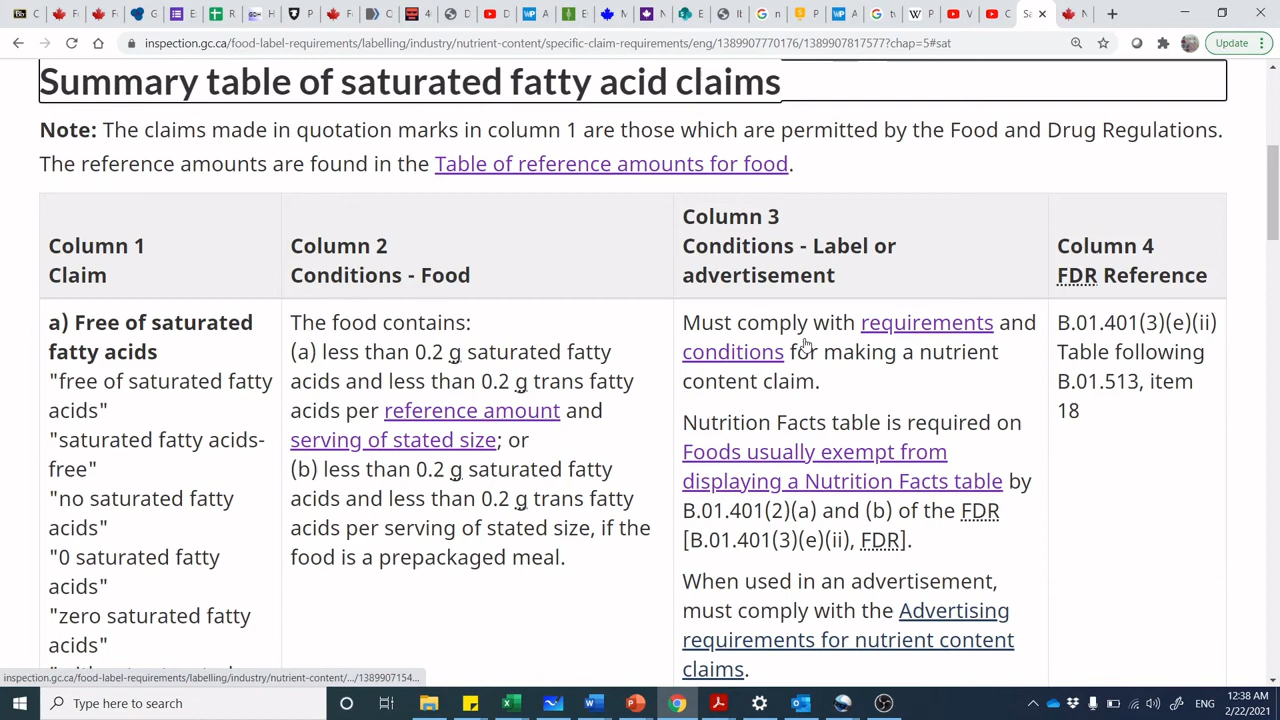 inspection.gc.ca/food-label-requirements/labelling/industry/nutrient-content/specific-claim-requirements/eng/1389907770176/1389907817577?chap=5#sat
Update
Summary table of saturated fatty acid claims
Note: The claims made in quotation marks in column 1 are those which are permitted by the Food and Drug Regulations.
The reference amounts are found in the Table of reference amounts for food.
Column 1
Claim
Column 2
Conditions - Food
Column 3
Conditions - Label or
advertisement
Column 4
FDR Reference
a) Free of saturated
fatty acids
"free of saturated fatty
acids"
"saturated fatty acids-
free"
"no saturated fatty
acids"
"0 saturated fatty
acids"
"zero saturated fatty
acids"
The food contains:
(a) less than 0.2 g saturated fatty
acids and less than 0.2 g trans fatty
acids per reference amount and
serving of stated size; or
(b) less than 0.2 g saturated fatty
acids and less than 0.2 g trans fatty
acids per serving of stated size, if the
food is a prepackaged meal.
Must comply with requirements and
conditions for making a nutrient
content claim.
Nutrition Facts table is required on
Foods usually exempt from
displaying a Nutrition Facts table by
B.01.401(2)(a) and (b) of the FDR
[B.01.401(3)(e)(ii), FDR].
When used in an advertisement,
must comply with the Advertising
requirements for nutrient content
claims.
B.01.401(3)(e)(ii)
Table following
B.01.513, item
18
inspection.gc.ca/food-label-requirements/labelling/industry/nutrient-content/.../1389907154...
Type here to search
ENG
12:38 AM
2/22/2021